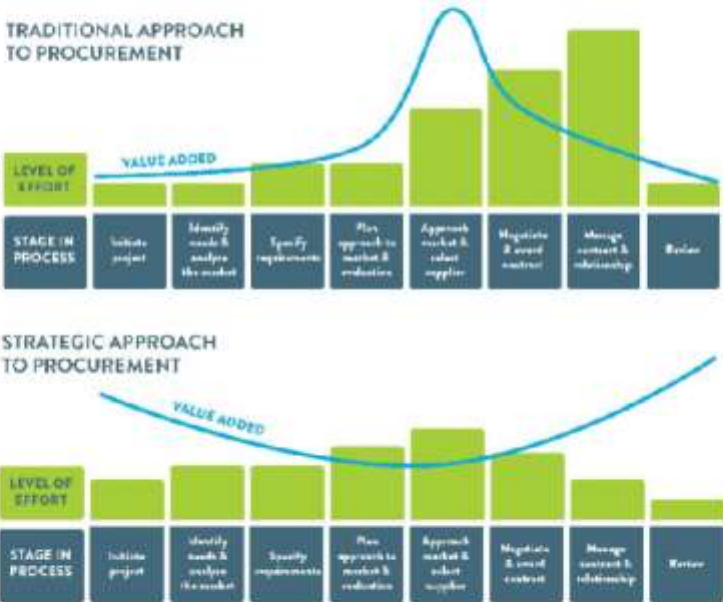 TRADITIONAL APPROACH
TO PROCUREMENT
VALUE ADDED
LEVEL OF
EFFORT
STAGE IN
PROCESS
Initiate
project
Identify
needs &
analyse
the market
Specify
requirements
Plan
approach to
market &
evaluation
Approach
market &
select
supplier
Negotiate
& award
contract
Manage
contract &
relationship
Review
STRATEGIC APPROACH
TO PROCUREMENT
VALUE ADDED
LEVEL OF
EFFORT
STAGE IN
PROCESS
Initiate
project
Identify
needs &
analyse
the market
Specify
requirements
Plan
approach to
market &
evaluation
Approach
market &
select
supplier
Negotiate
& award
contract
Manage
contract &
relationship
Review